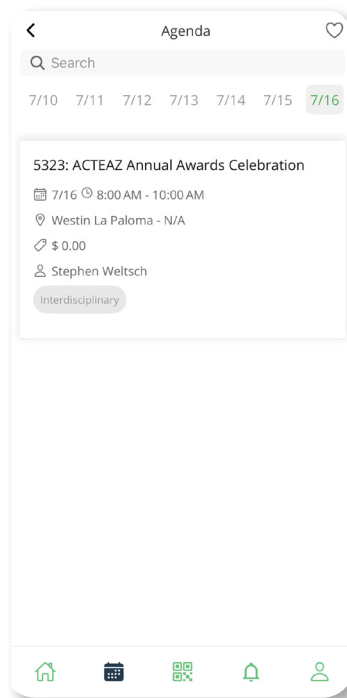 Agenda
Search
7/10 7/11 7/12 7/13 7/14 7/15 7/16
5323: ACTEAZ Annual Awards Celebration
7/16 8:00 AM - 10:00 AM
Westin La Paloma - N/A
$ 0.00
Stephen Weltsch
Interdisciplinary